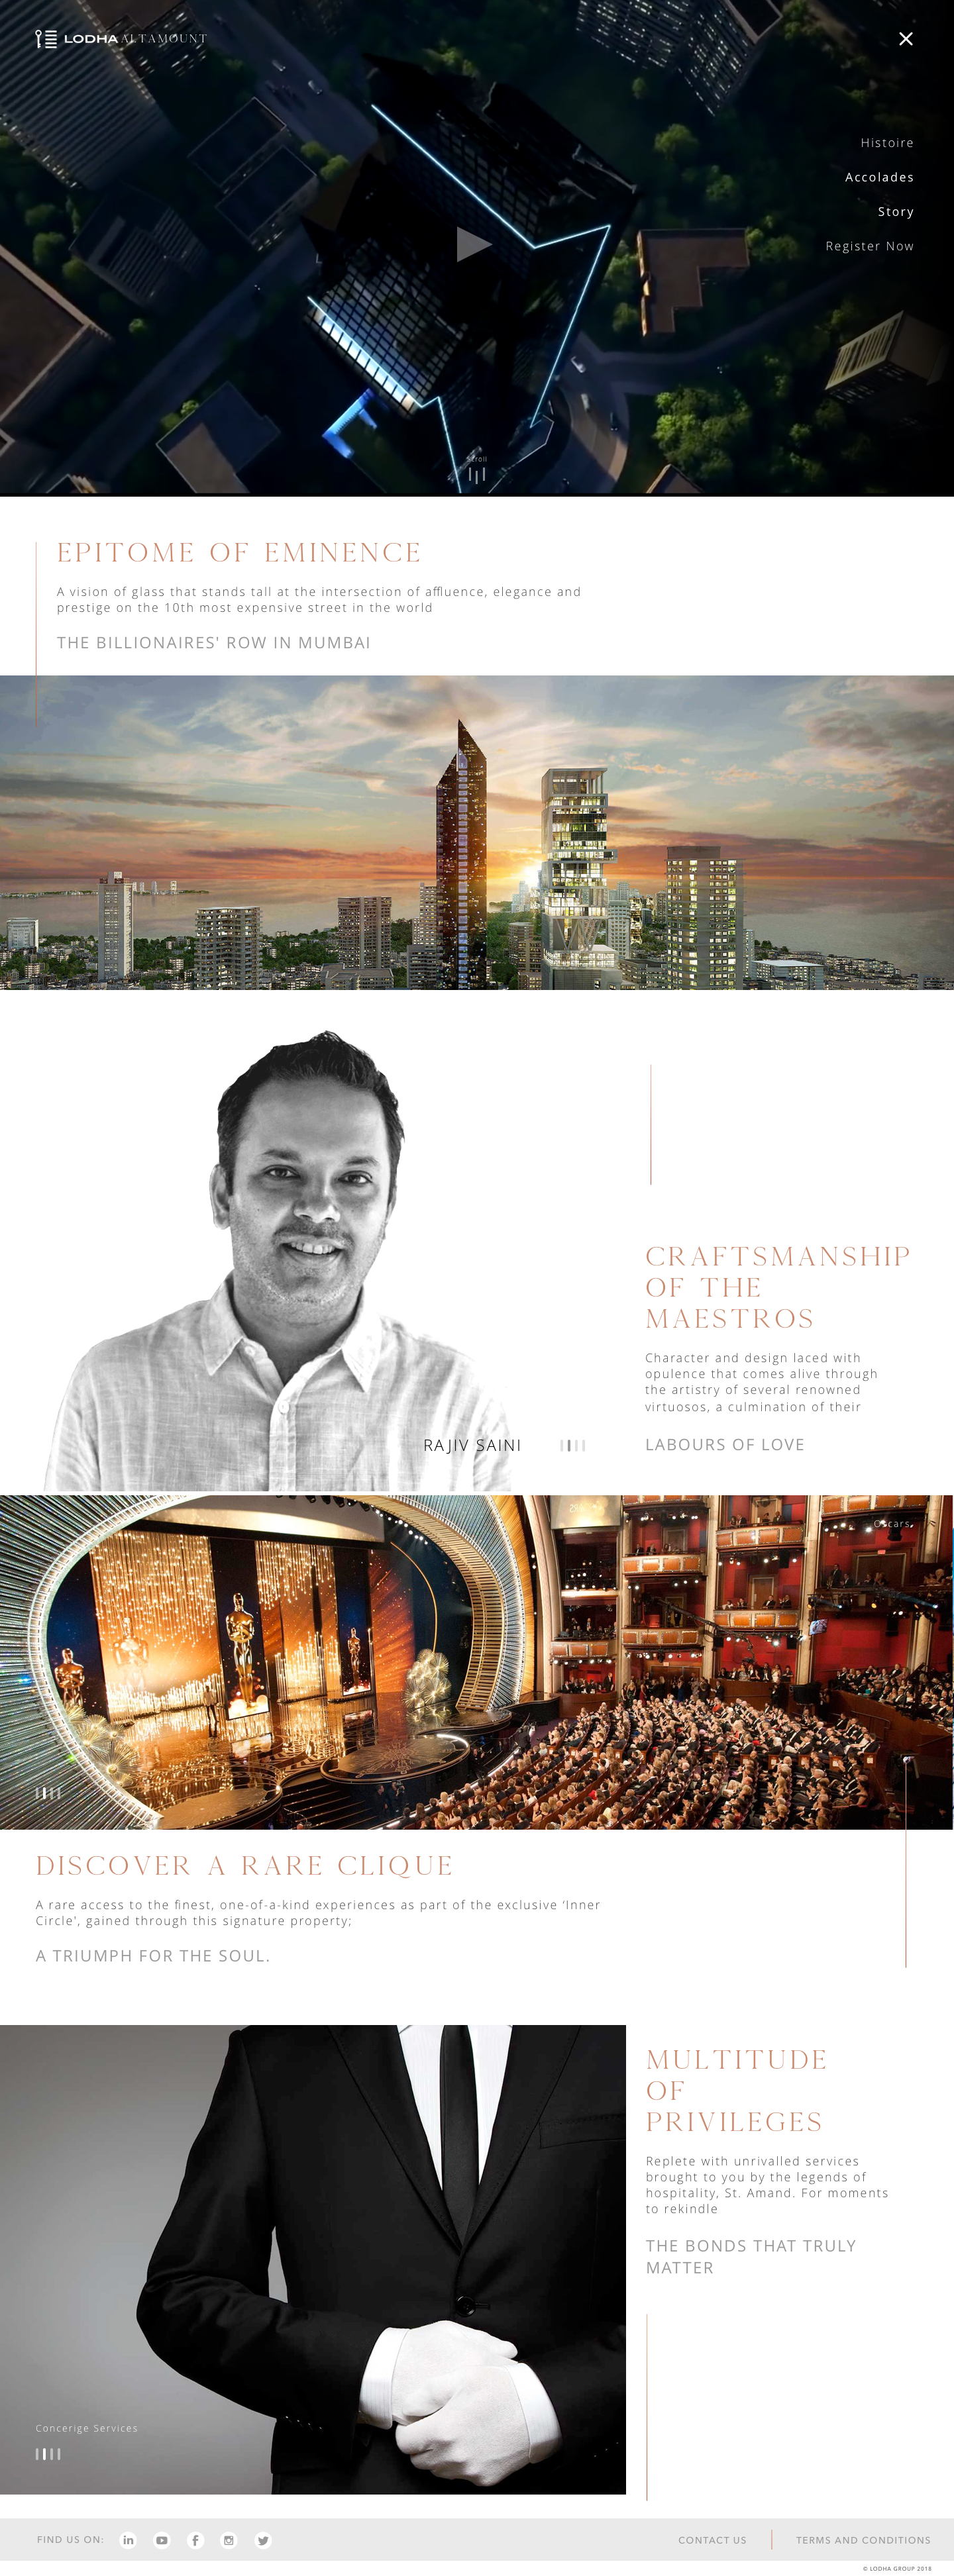 LODHA ALTAMOUNT
Histoire
Accolades
Story
Register Now
scroll
EPITOME OF EMINENCE
A vision of glass that stands tall at the intersection of affluence, elegance and
prestige on the 10th most expensive street in the world
THE BILLIONAIRES' ROW IN MUMBAI
RAJIV SAINI
CRAFTSMANSHIP
OF THE
MAESTROS
Character and design laced with
opulence that comes alive through
the artistry of several renowned
virtuosos, a culmination of their
LABOURS OF LOVE
Oscars
DISCOVER A RARE CLIQUE
A rare access to the finest, one-of-a-kind experiences as part of the exclusive ‘Inner
Circle’, gained through this signature property;
A TRIUMPH FOR THE SOUL.
MULTITUDE
OF
PRIVILEGES
Replete with unrivalled services
brought to you by the legends of
hospitality, St. Amand. For moments
to rekindle
THE BONDS THAT TRULY
MATTER
Concerige Services
FIND US ON:
CONTACT US
TERMS AND CONDITIONS
© LODHA GROUP 2018